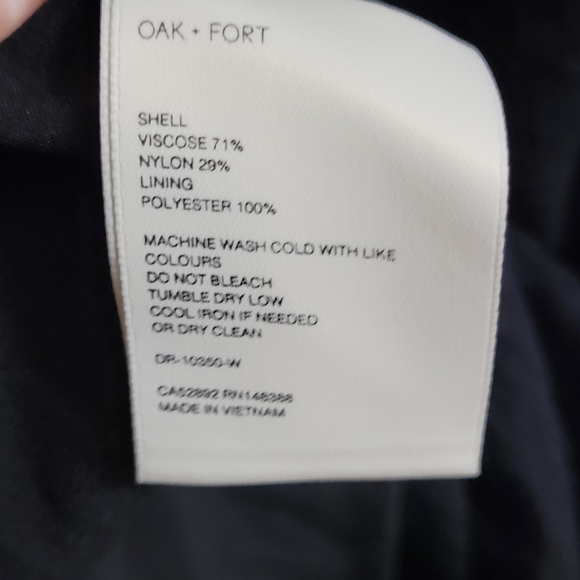 OAK + FORT
SHELL
VISCOSE 71%
NYLON 29%
LINING
POLYESTER 100%
MACHINE WASH COLD WITH LIKE
COLOURS
DO NOT BLEACH
TUMBLE DRY LOW
COOL IRON IF NEEDED
OR DRY CLEAN
DR-10350-W
CA52892 RN148388
MADE IN VIETNAM